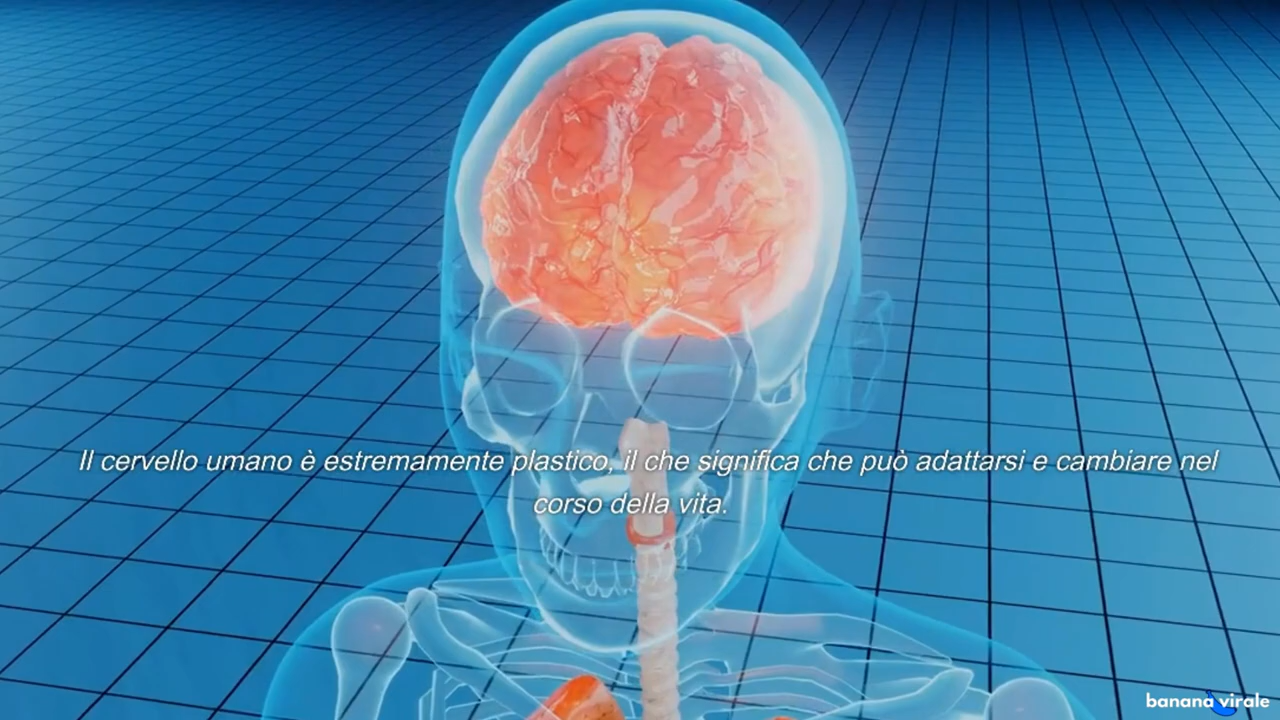 Il cervello umano è estremamente plastico, il che significa che può adattarsi e cambiare nel
corso della vita.
banana virale